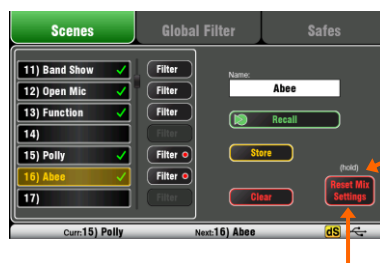 Scenes Global Filter Safes
11) Band Show Filter
12) Open Mic Filter
13) Function Filter
14) Filter
15) Polly Filter
16) Abee Filter
17) Filter
Name:
Abee
Recall
Store
Clear
(hold)
Reset Mix
Settings
Curr:15) Polly Next:16) Abee dS